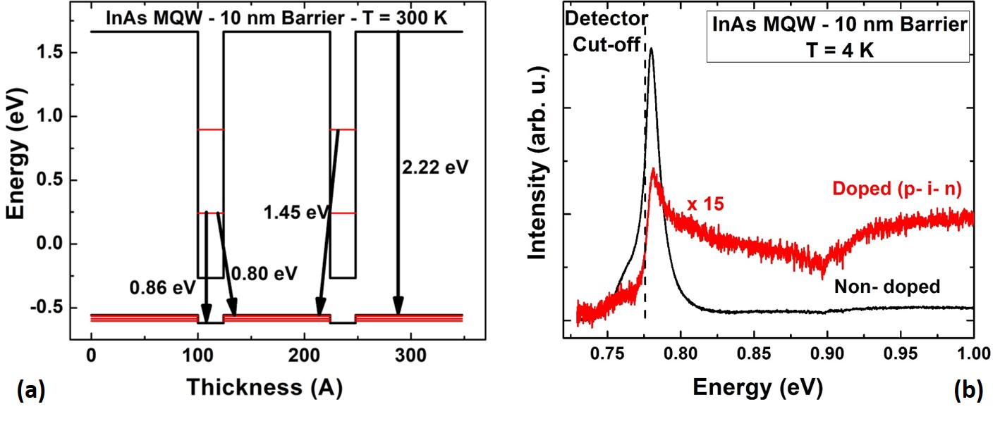 InAs MQW - 10 nm Barrier - T = 300 K
Energy (eV)
1.5
1.0
0.5
0.0
-0.5
2.22 eV
1.45 eV
0.80 eV
0.86 eV
0
100
200
300
Thickness (A)
(a)
Detector
Cut-off
InAs MQW - 10 nm Barrier
T = 4 K
Intensity (arb. u.)
Doped (p- i- n)
x 15
Non- doped
0.75
0.80
0.85
0.90
0.95
1.00
Energy (eV)
(b)